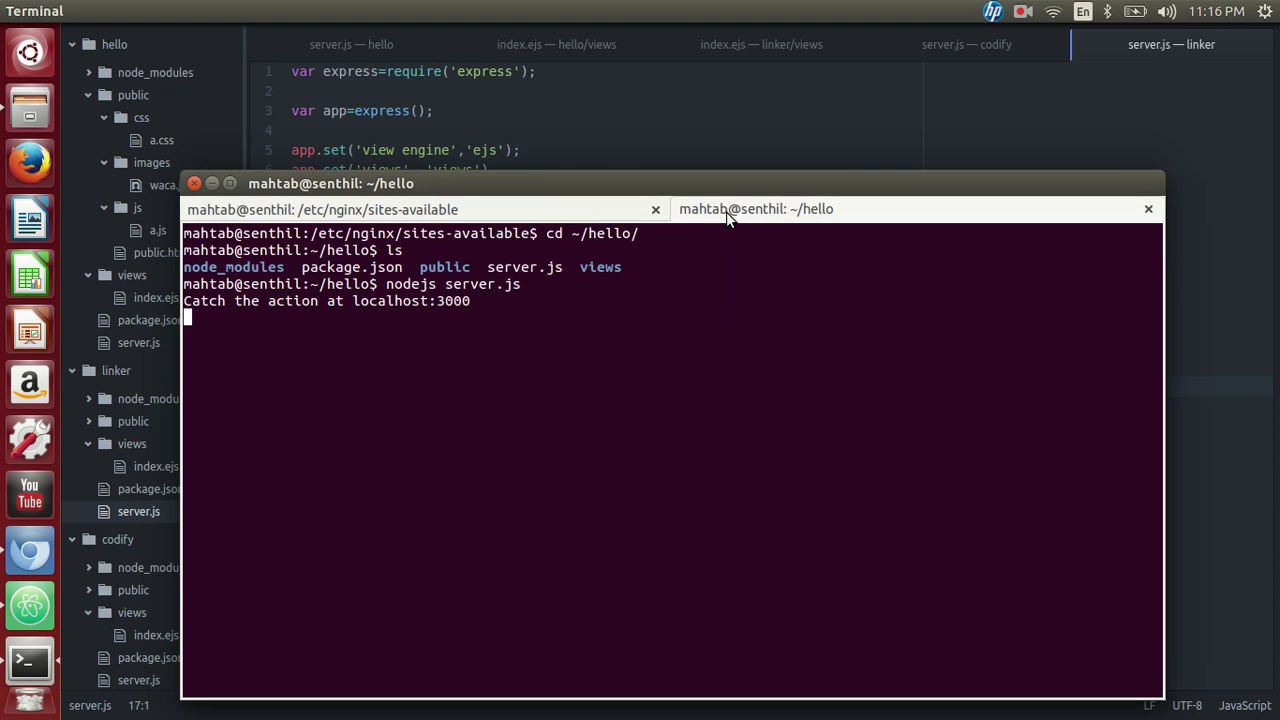 Terminal
En
11:16 PM
hello
node_modules
public
css
a.css
images
waca.
js
a.js
public.ht
views
index.ejs
package.json
server.js
linker
node_modu
public
views
index.ejs
package.json
server.js
codify
node_modu
public
views
index.ejs
package.json
server.js
server.js — hello
index.ejs — hello/views
index.ejs — linker/views
server.js — codify
server.js — linker
1 var express=require('express');
2
3 var app=express();
4
5 app.set('view engine','ejs');
mahtab@senthil: ~/hello
mahtab@senthil: /etc/nginx/sites-available
mahtab@senthil: ~/hello
mahtab@senthil:/etc/nginx/sites-available$ cd ~/hello/
mahtab@senthil:~/hello$ ls
node_modules package.json public server.js views
mahtab@senthil:~/hello$ nodejs server.js
Catch the action at localhost:3000
You
Tube
server.js 17:1
LF UTF-8 JavaScript